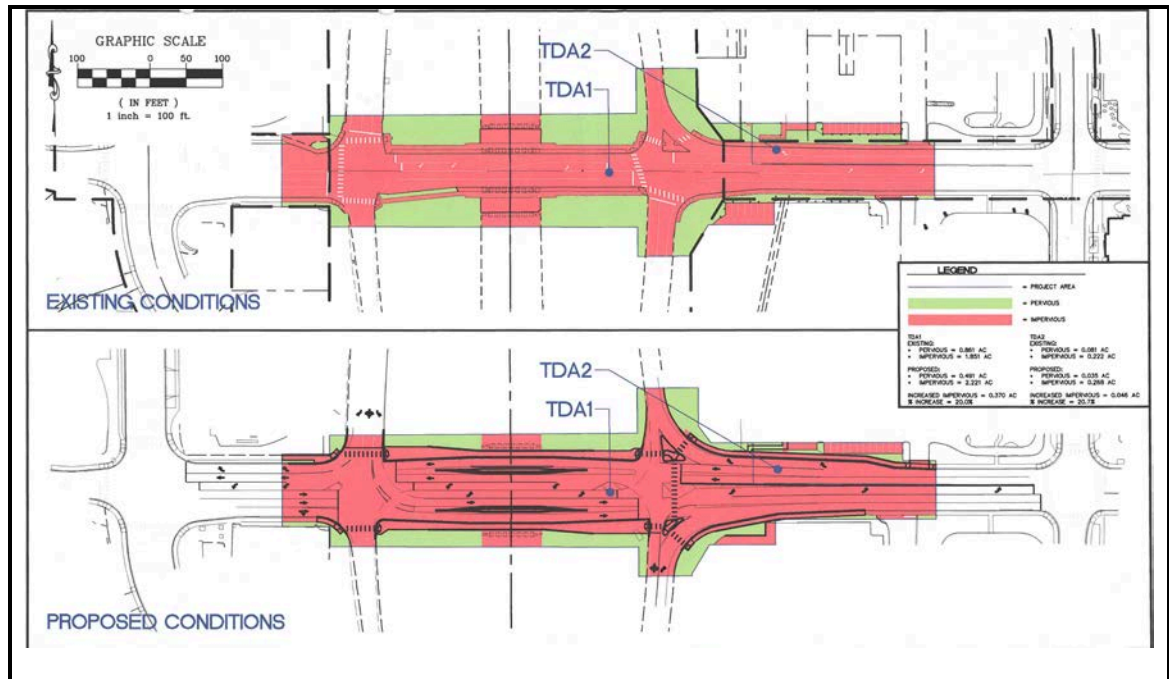 GRAPHIC SCALE
100 0 50 100
( IN FEET )
1 inch = 100 ft.
TDA2
TDA1
EXISTING CONDITIONS
LEGEND
= PROJECT AREA
= PERVIOUS
= IMPERVIOUS
TDA1
EXISTING:
• PERVIOUS = 0.861 AC
• IMPERVIOUS = 1.851 AC
PROPOSED:
• PERVIOUS = 0.491 AC
• IMPERVIOUS = 2.221 AC
INCREASED IMPERVIOUS = 0.370 AC
% INCREASE = 20.0%
TDA2
EXISTING:
• PERVIOUS = 0.081 AC
• IMPERVIOUS = 0.222 AC
PROPOSED:
• PERVIOUS = 0.035 AC
• IMPERVIOUS = 0.268 AC
INCREASED IMPERVIOUS = 0.046 AC
% INCREASE = 20.7%
TDA2
TDA1
PROPOSED CONDITIONS